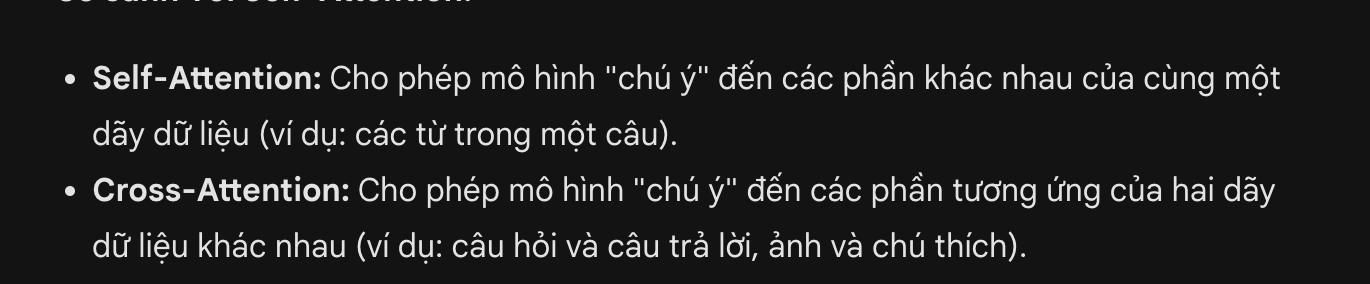 • Self-Attention: Cho phép mô hình "chú ý" đến các phần khác nhau của cùng một
dãy dữ liệu (ví dụ: các từ trong một câu).
• Cross-Attention: Cho phép mô hình "chú ý" đến các phần tương ứng của hai dãy
dữ liệu khác nhau (ví dụ: câu hỏi và câu trả lời, ảnh và chú thích).